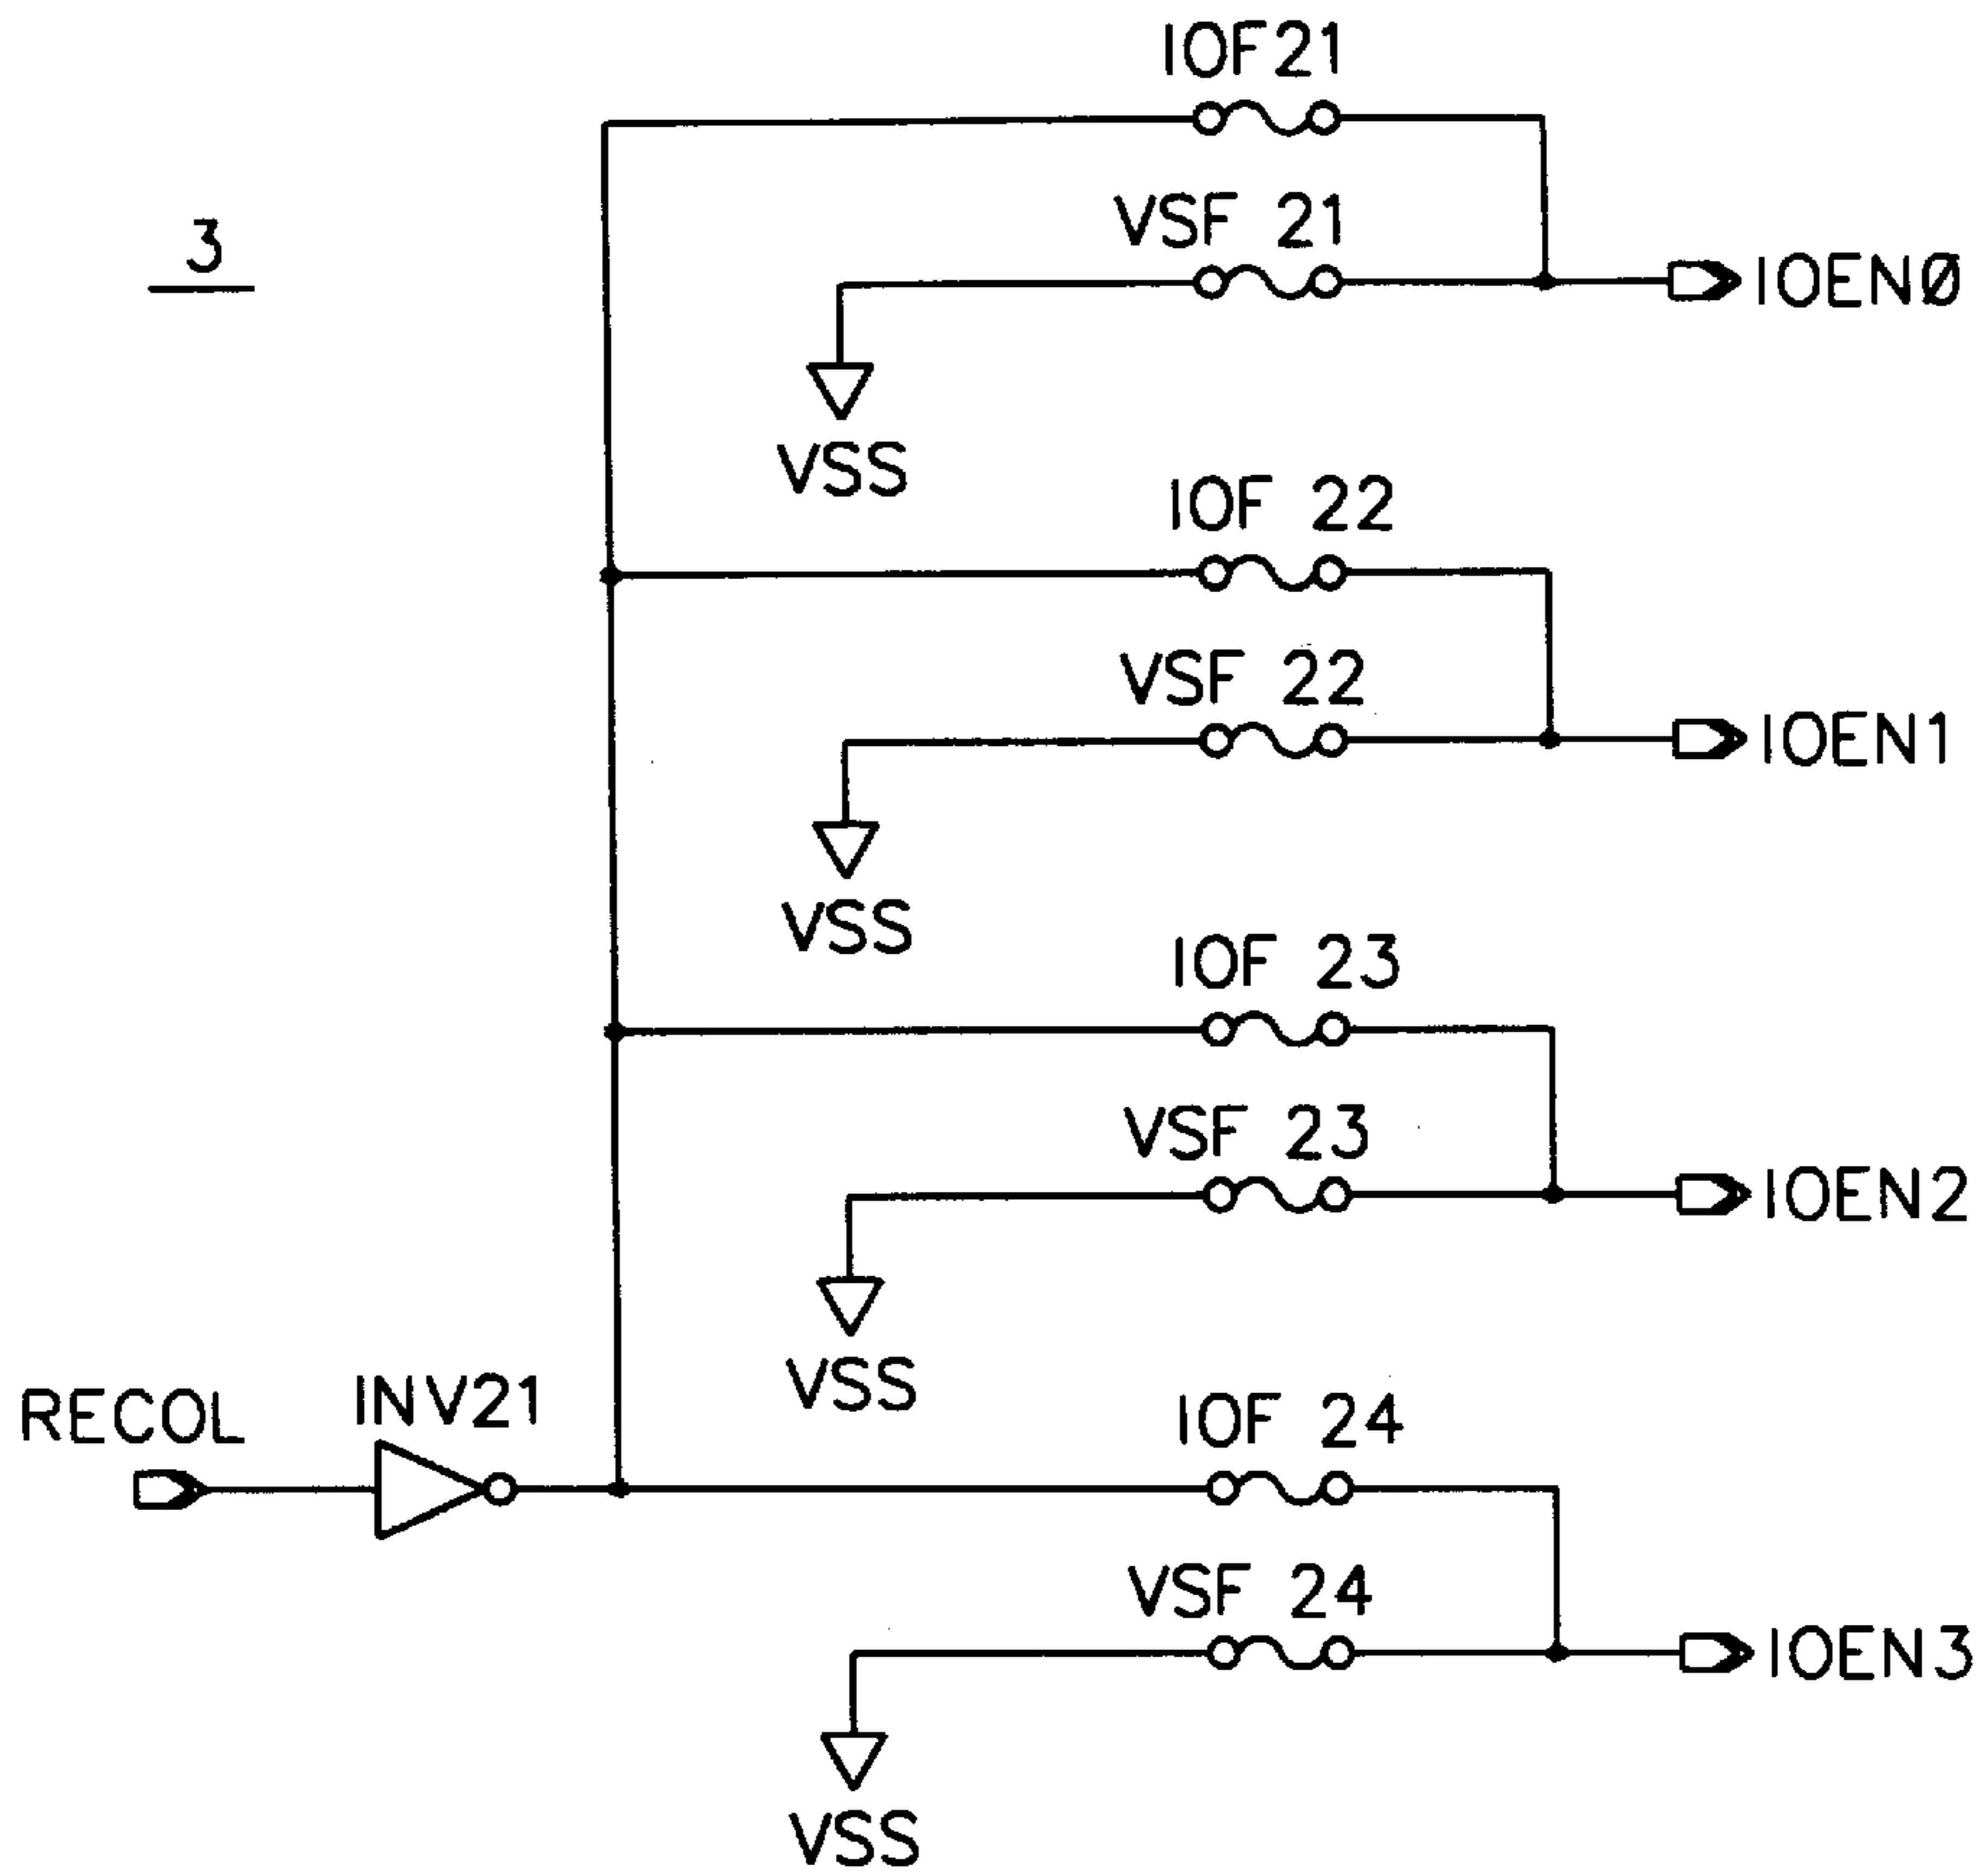 IOF21
3
VSF 21
IOENØ
VSS
IOF 22
VSF 22
IOEN1
VSS
IOF 23
VSF 23
IOEN2
VSS
RECOL
INV21
IOF 24
VSF 24
IOEN3
VSS